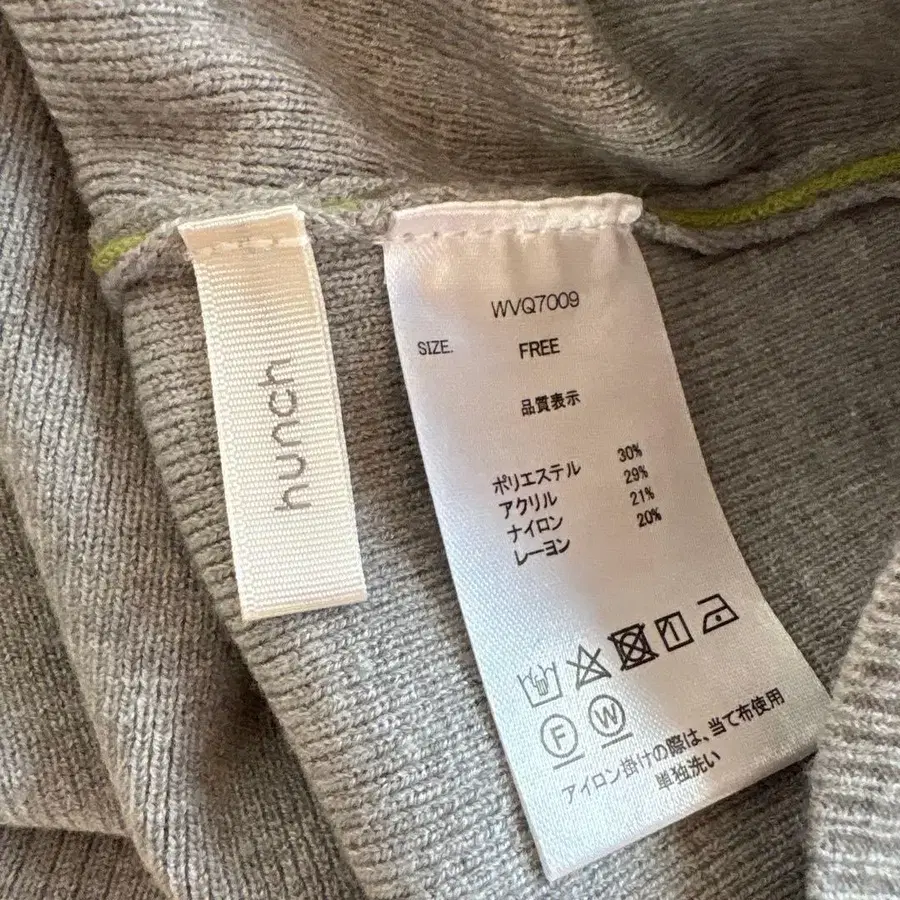 hunch
WVQ7009
SIZE. FREE
品質表示
ポリエステル 30%
アクリル 29%
ナイロン 21%
レーヨン 20%
F W
アイロン掛けの際は、当て布使用
単独洗い